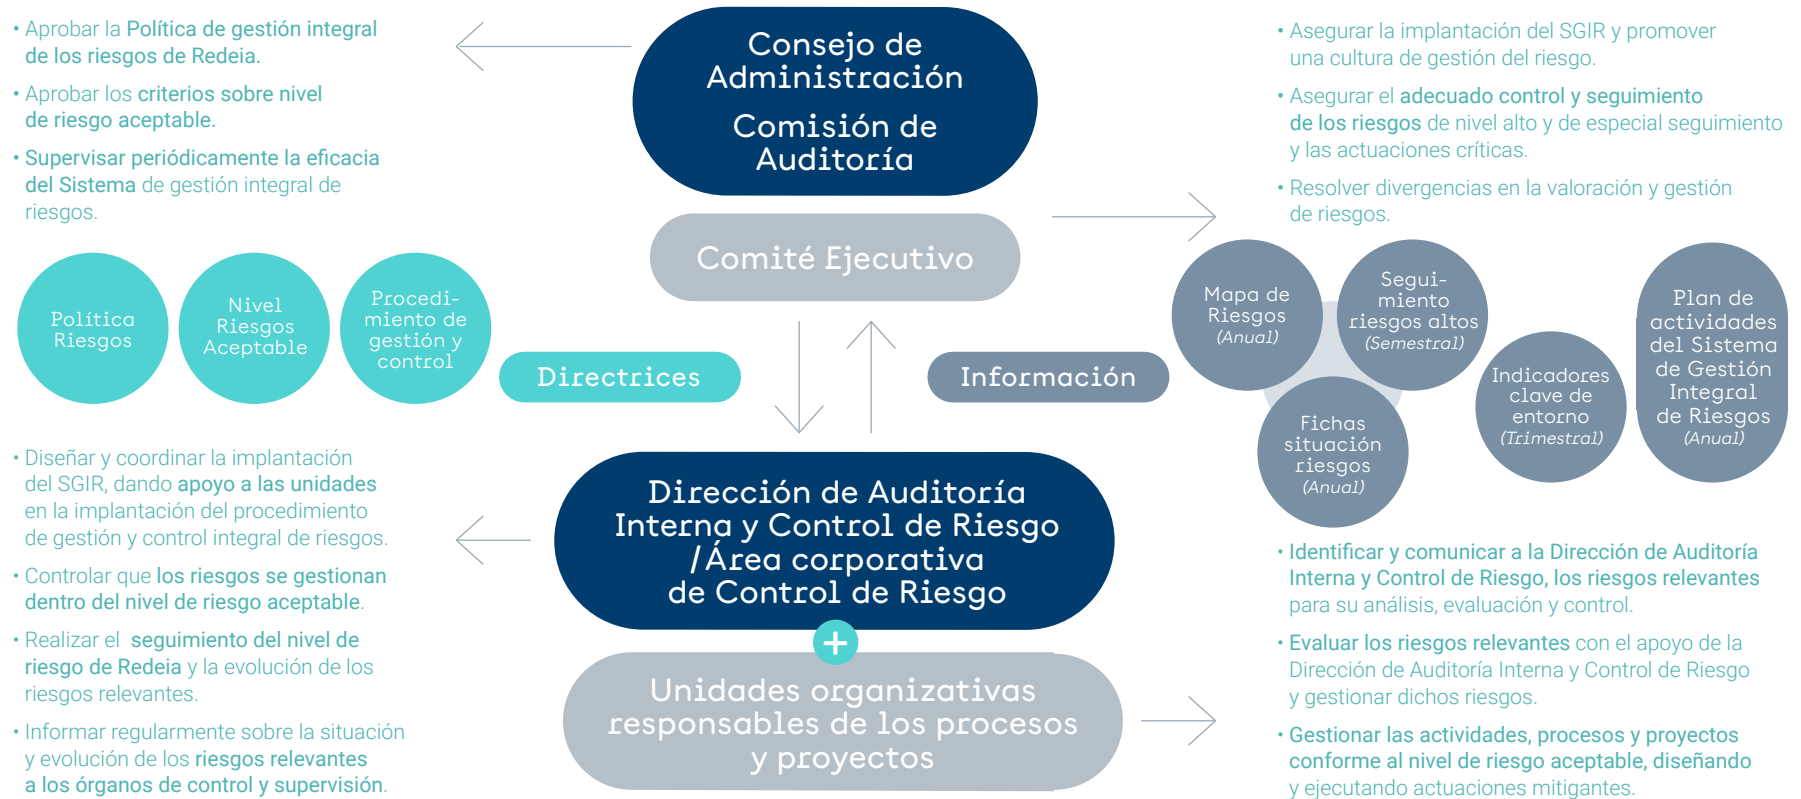 • Aprobar la Política de gestión integral
de los riesgos de Redeia.
• Aprobar los criterios sobre nivel
de riesgo aceptable.
• Supervisar periódicamente la eficacia
del Sistema de gestión integral de
riesgos.
Consejo de
Administración
Comisión de
Auditoría
Comité Ejecutivo
• Asegurar la implantación del SGIR y promover
una cultura de gestión del riesgo.
• Asegurar el adecuado control y seguimiento
de los riesgos de nivel alto y de especial seguimiento
y las actuaciones críticas.
• Resolver divergencias en la valoración y gestión
de riesgos.
Política
Riesgos
Nivel
Riesgos
Aceptable
Procedi-
miento de
gestión y
control
Directrices
Información
Mapa de
Riesgos
(Anual)
Segui-
miento
riesgos altos
(Semestral)
Fichas
situación
riesgos
(Anual)
Indicadores
clave de
entorno
(Trimestral)
Plan de
actividades
del Sistema
de Gestión
Integral
de Riesgos
(Anual)
• Diseñar y coordinar la implantación
del SGIR, dando apoyo a las unidades
en la implantación del procedimiento
de gestión y control integral de riesgos.
• Controlar que los riesgos se gestionan
dentro del nivel de riesgo aceptable.
• Realizar el seguimiento del nivel de
riesgo de Redeia y la evolución de los
riesgos relevantes.
• Informar regularmente sobre la situación
y evolución de los riesgos relevantes
a los órganos de control y supervisión.
Dirección de Auditoría
Interna y Control de Riesgo
/Área corporativa
de Control de Riesgo
+
Unidades organizativas
responsables de los procesos
y proyectos
• Identificar y comunicar a la Dirección de Auditoría
Interna y Control de Riesgo, los riesgos relevantes
para su análisis, evaluación y control.
• Evaluar los riesgos relevantes con el apoyo de la
Dirección de Auditoría Interna y Control de Riesgo
y gestionar dichos riesgos.
• Gestionar las actividades, procesos y proyectos
conforme al nivel de riesgo aceptable, diseñando
y ejecutando actuaciones mitigantes.